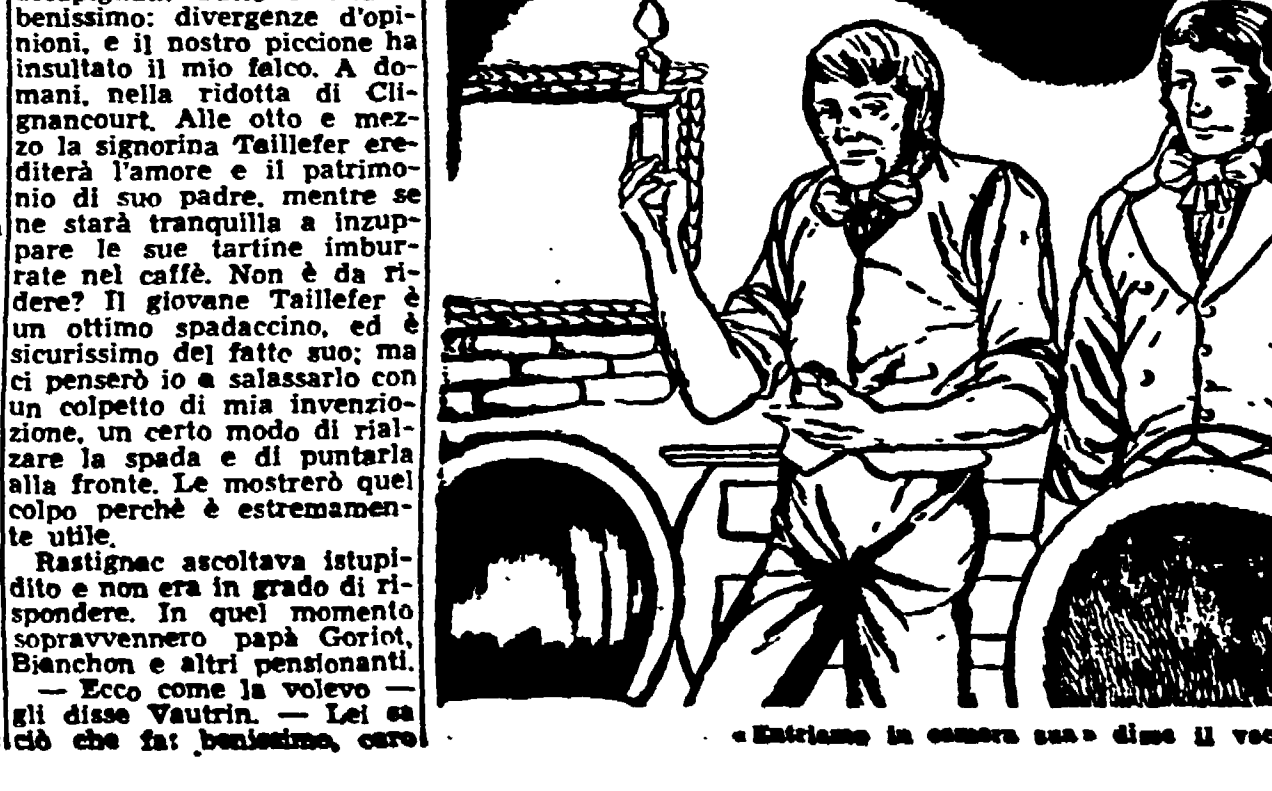 benissimo: divergenze d'opi-
nioni, e il nostro piccione ha
insultato il mio falco. A do-
mani, nella ridotta di Cli-
gnancourt. Alle otto e mez-
zo la signorina Taillefer ere-
diterà l'amore e il patrimo-
nio di suo padre, mentre se
ne starà tranquilla a inzup-
pare le sue tartine imbur-
rate nel caffè. Non è da ri-
dere? Il giovane Taillefer è
un ottimo spadaccino, ed è
sicurissimo del fatto suo; ma
ci penserò io a salassarlo con
un colpetto di mia invenzio-
zione, un certo modo di rial-
zare la spada e di puntarla
alla fronte. Le mostrerò quel
colpo perchè è estremamen-
te utile.
Rastignac ascoltava istupi-
dito e non era in grado di ri-
spondere. In quel momento
sopravvennero papà Goriot,
Bianchon e altri pensionanti.
— Ecco come la volevo —
gli disse Vautrin. — Lei sa
ciò che fa: benissimo, caro
«Entriamo in camera sua» disse il vec